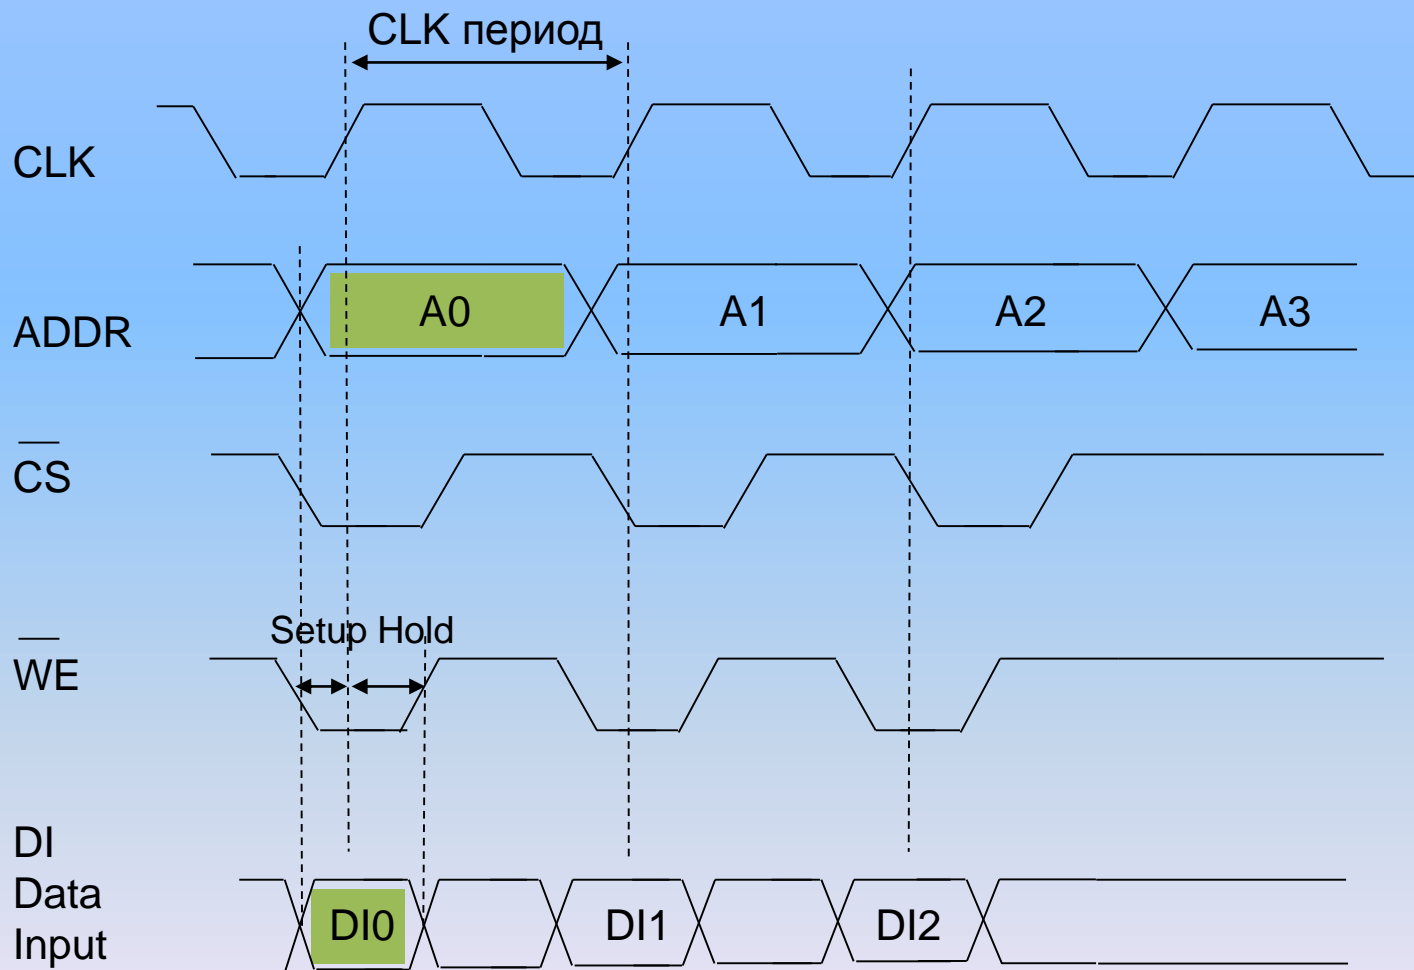 CLK период
CLK
ADDR
A0
A1
A2
A3
CS
Setup Hold
WE
DI
Data
Input
DI0
DI1
DI2